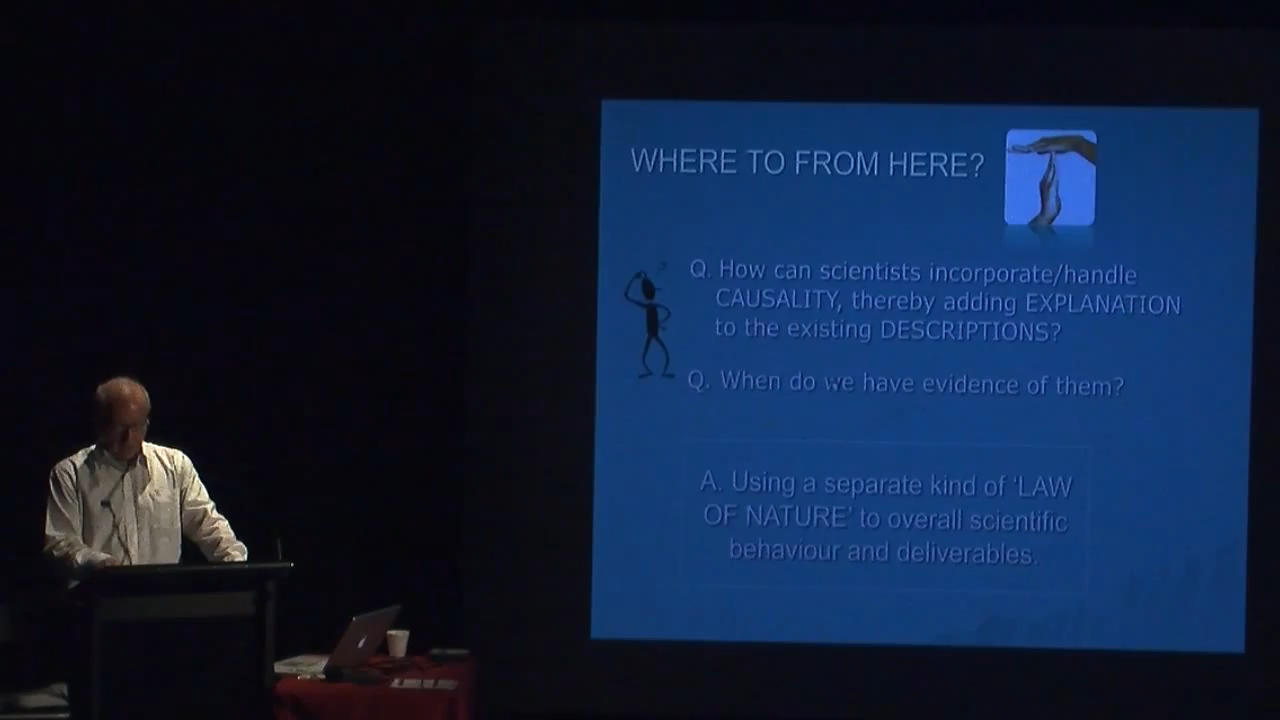 WHERE TO FROM HERE?
?
Q. How can scientists incorporate/handle
CAUSALITY, thereby adding EXPLANATION
to the existing DESCRIPTIONS?
Q. When do we have evidence of them?
A. Using a separate kind of 'LAW
OF NATURE' to overall scientific
behaviour and deliverables.